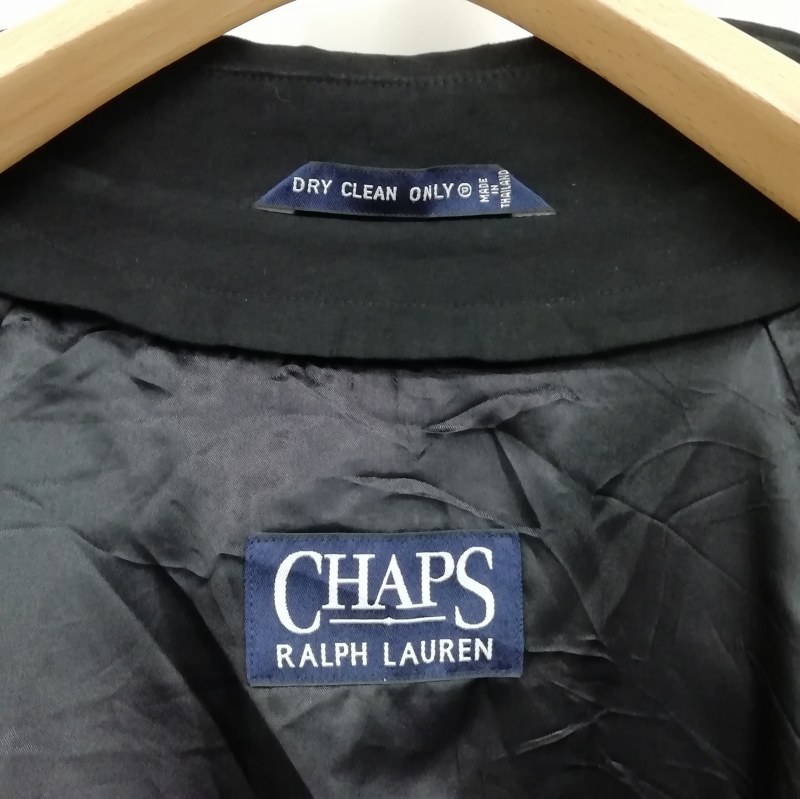 DRY CLEAN ONLY Ⓟ
MADE
IN
THAILAND
CHAPS
RALPH LAUREN